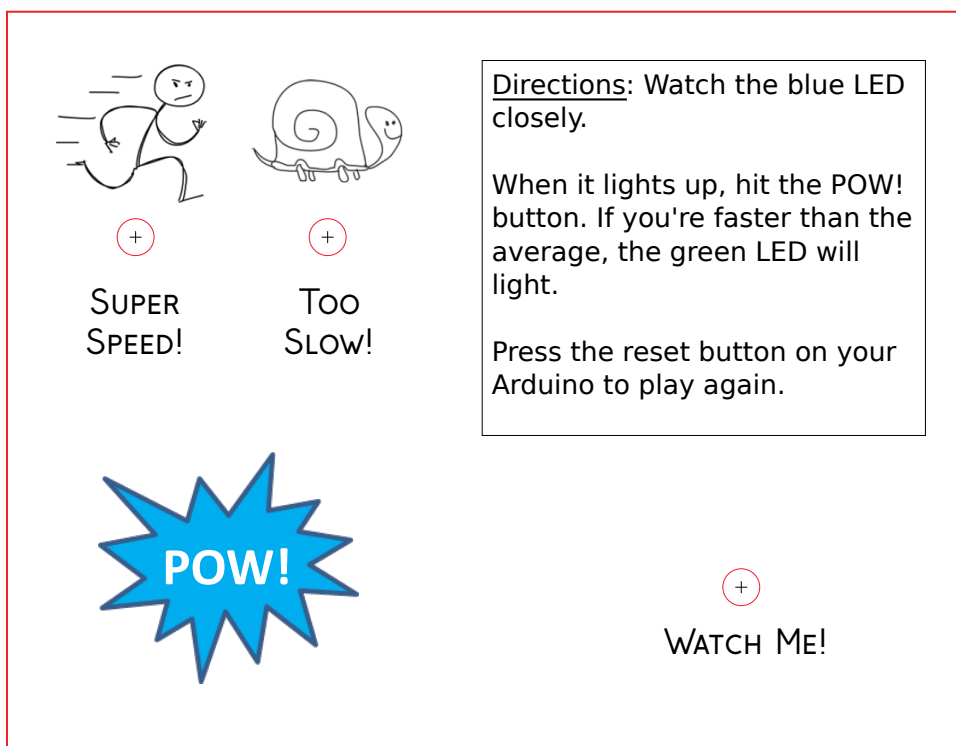 Super
Speed!
Too
Slow!
Directions: Watch the blue LED
closely.
When it lights up, hit the POW!
button. If you're faster than the
average, the green LED will
light.
Press the reset button on your
Arduino to play again.
POW!
Watch Me!